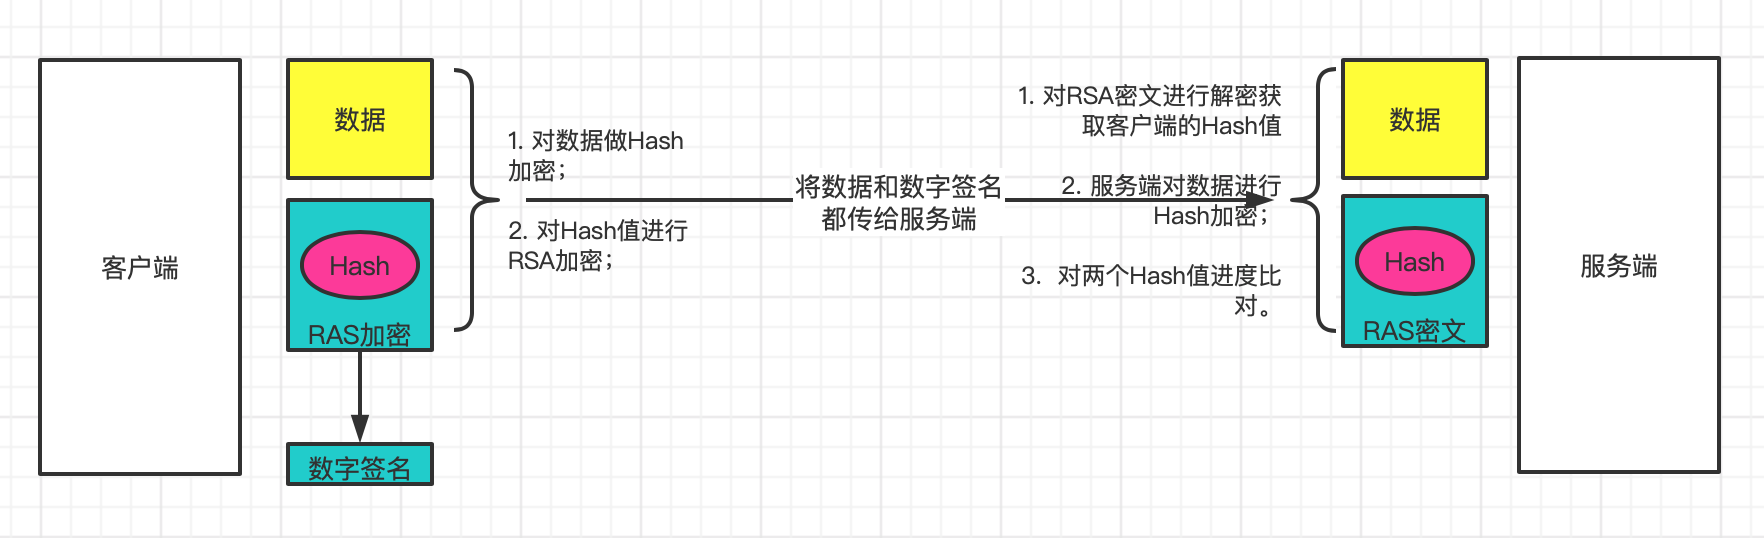 客户端
数据
Hash
RAS加密
数字签名
1. 对数据做Hash
加密；
2. 对Hash值进行
RSA加密；
将数据和数字签名
都传给服务端
1. 对RSA密文进行解密获
取客户端的Hash值
2. 服务端对数据进行
Hash加密；
3. 对两个Hash值进度比
对。
数据
Hash
RAS密文
服务端